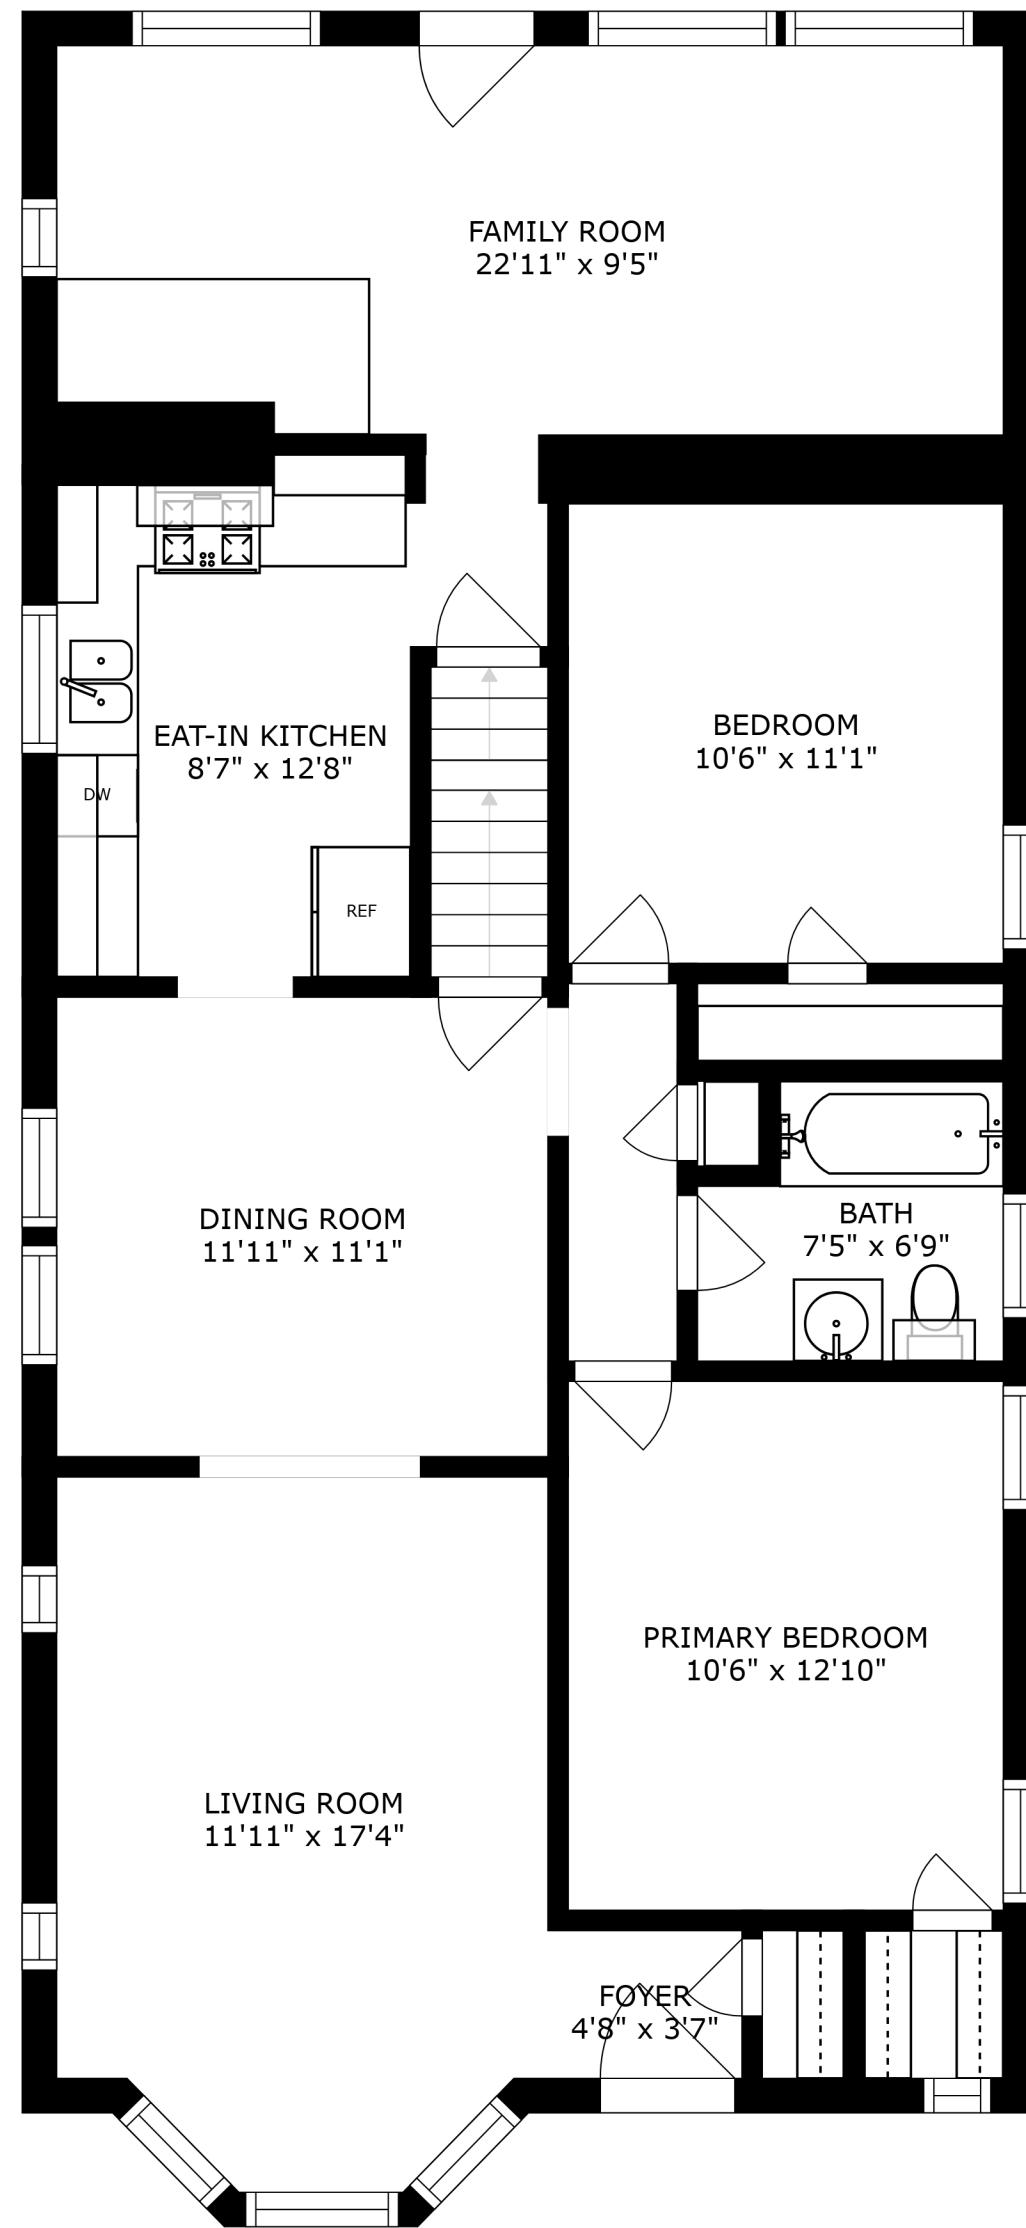 FAMILY ROOM
22'11" x 9'5"
EAT-IN KITCHEN
8'7" x 12'8"
DW
REF
BEDROOM
10'6" x 11'1"
DINING ROOM
11'11" x 11'1"
BATH
7'5" x 6'9"
PRIMARY BEDROOM
10'6" x 12'10"
LIVING ROOM
11'11" x 17'4"
FOYER
4'8" x 3'7"